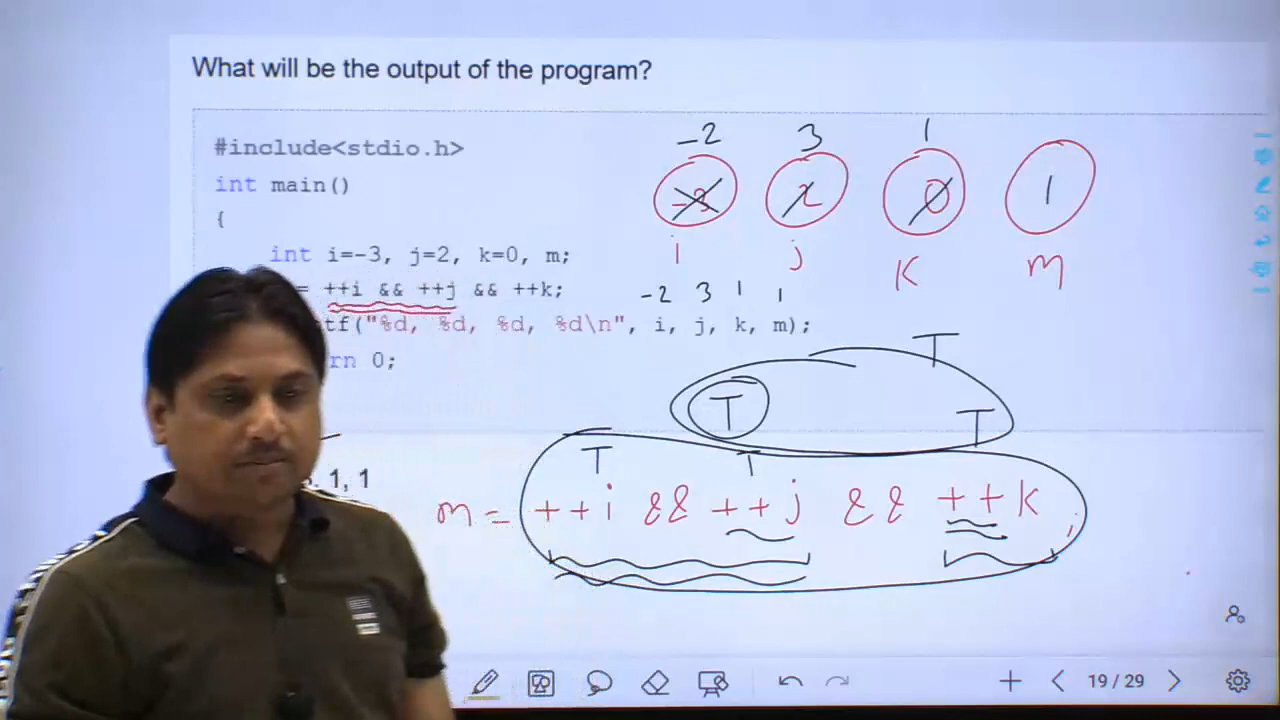 What will be the output of the program?
#include<stdio.h>
int main()
{
int i=-3, j=2, k=0, m;
= ++i && ++j && ++k;
tf("%d, %d, %d, %d\n", i, j, k, m);
rn 0;
-2 3 1
2 1
i j K m
-2 3 1 1
T
T T
T
1, 1
m = ++i && ++j && ++k ;
19 / 29